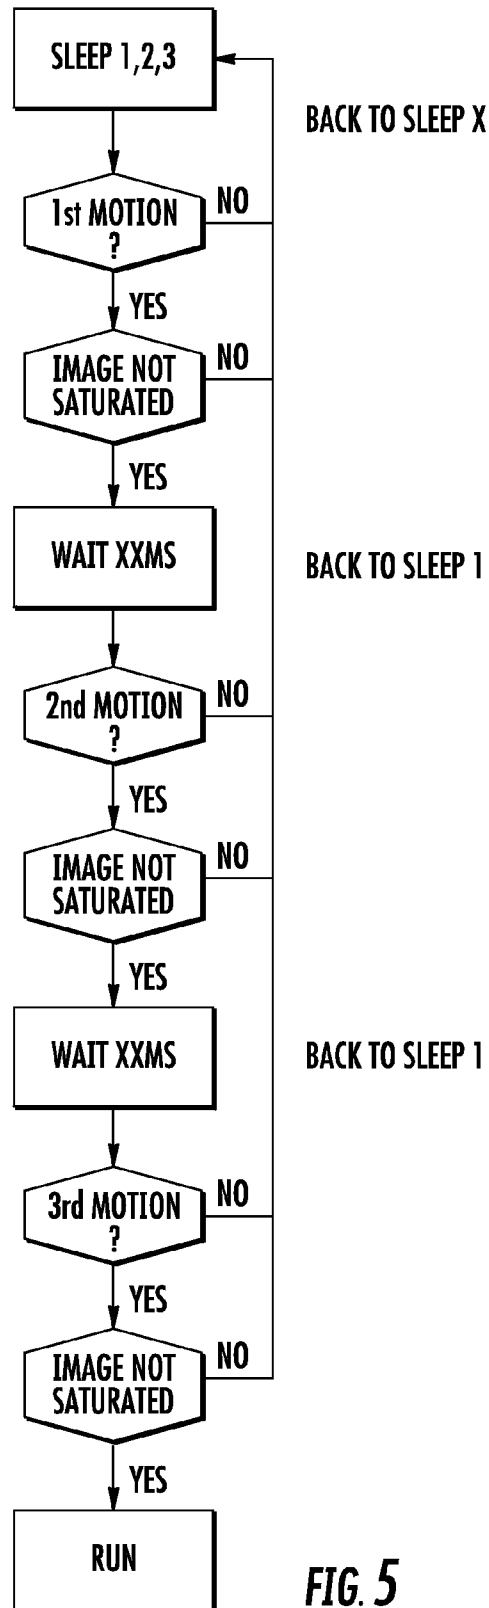 SLEEP 1,2,3
BACK TO SLEEP X
1st MOTION
?
NO
YES
IMAGE NOT
SATURATED
NO
YES
WAIT XXMS
BACK TO SLEEP 1
2nd MOTION
?
NO
YES
IMAGE NOT
SATURATED
NO
YES
WAIT XXMS
BACK TO SLEEP 1
3rd MOTION
?
NO
YES
IMAGE NOT
SATURATED
NO
YES
RUN
FIG. 5